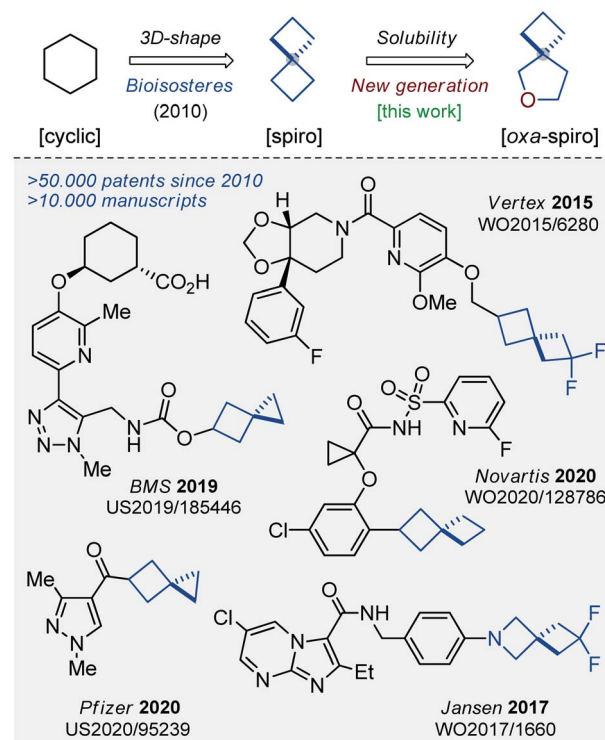 3D-shape
Bioisosteres
(2010)
Solubility
New generation
[this work]
O
[cyclic]
[spiro]
[oxa-spiro]
>50.000 patents since 2010
>10.000 manuscripts
Vertex 2015
WO2015/6280
O
H
O
N
O
N
OMe
O
F
F
F
CO2H
O
Me
N
N
N
N
Me
N
H
O
O
BMS 2019
US2019/185446
O
O
O
S
NH
N
F
O
Cl
Novartis 2020
WO2020/128786
O
Me
N
N
Me
Pfizer 2020
US2020/95239
Cl
O
NH
N
N
N
Et
N
F
F
Jansen 2017
WO2017/1660